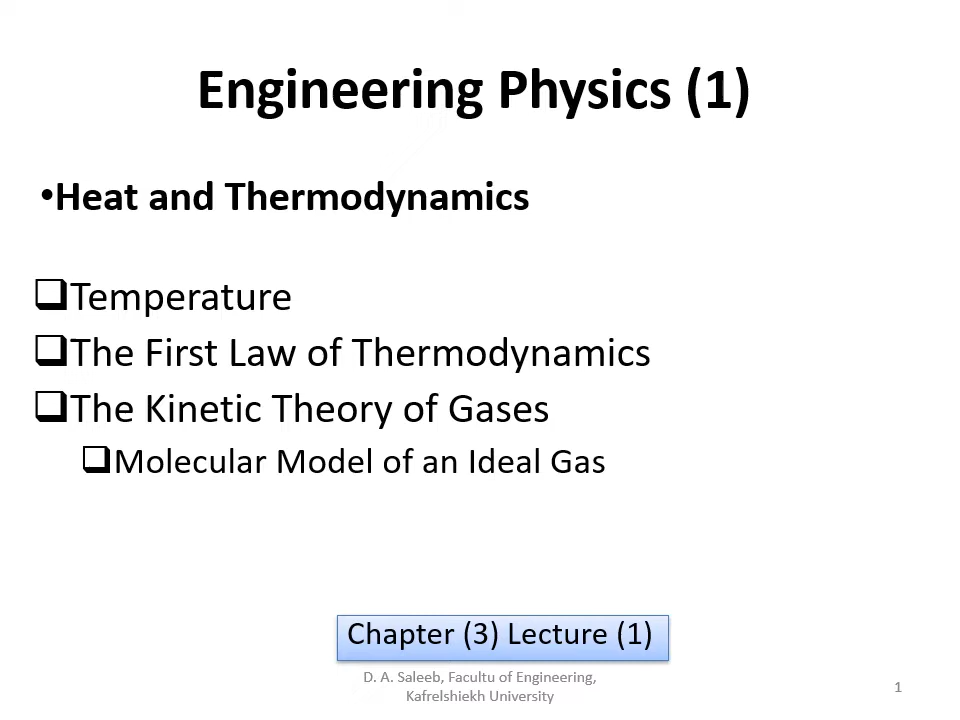 Engineering Physics (1)
•Heat and Thermodynamics
❑Temperature
❑The First Law of Thermodynamics
❑The Kinetic Theory of Gases
❑Molecular Model of an Ideal Gas
Chapter (3) Lecture (1)
D. A. Saleeb, Facultu of Engineering,
Kafrelshiekh University
1